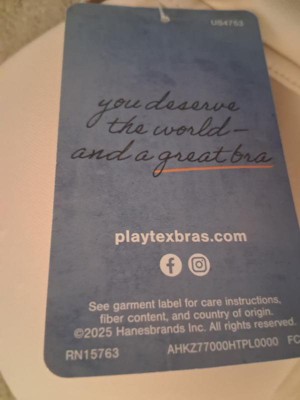 US4763
you deserve
the world—
and a great bra
playtexbras.com
See garment label for care instructions,
fiber content, and country of origin.
©2025 Hanesbrands Inc. All rights reserved.
RN15763 AHKZ77000HTPL0000 FC